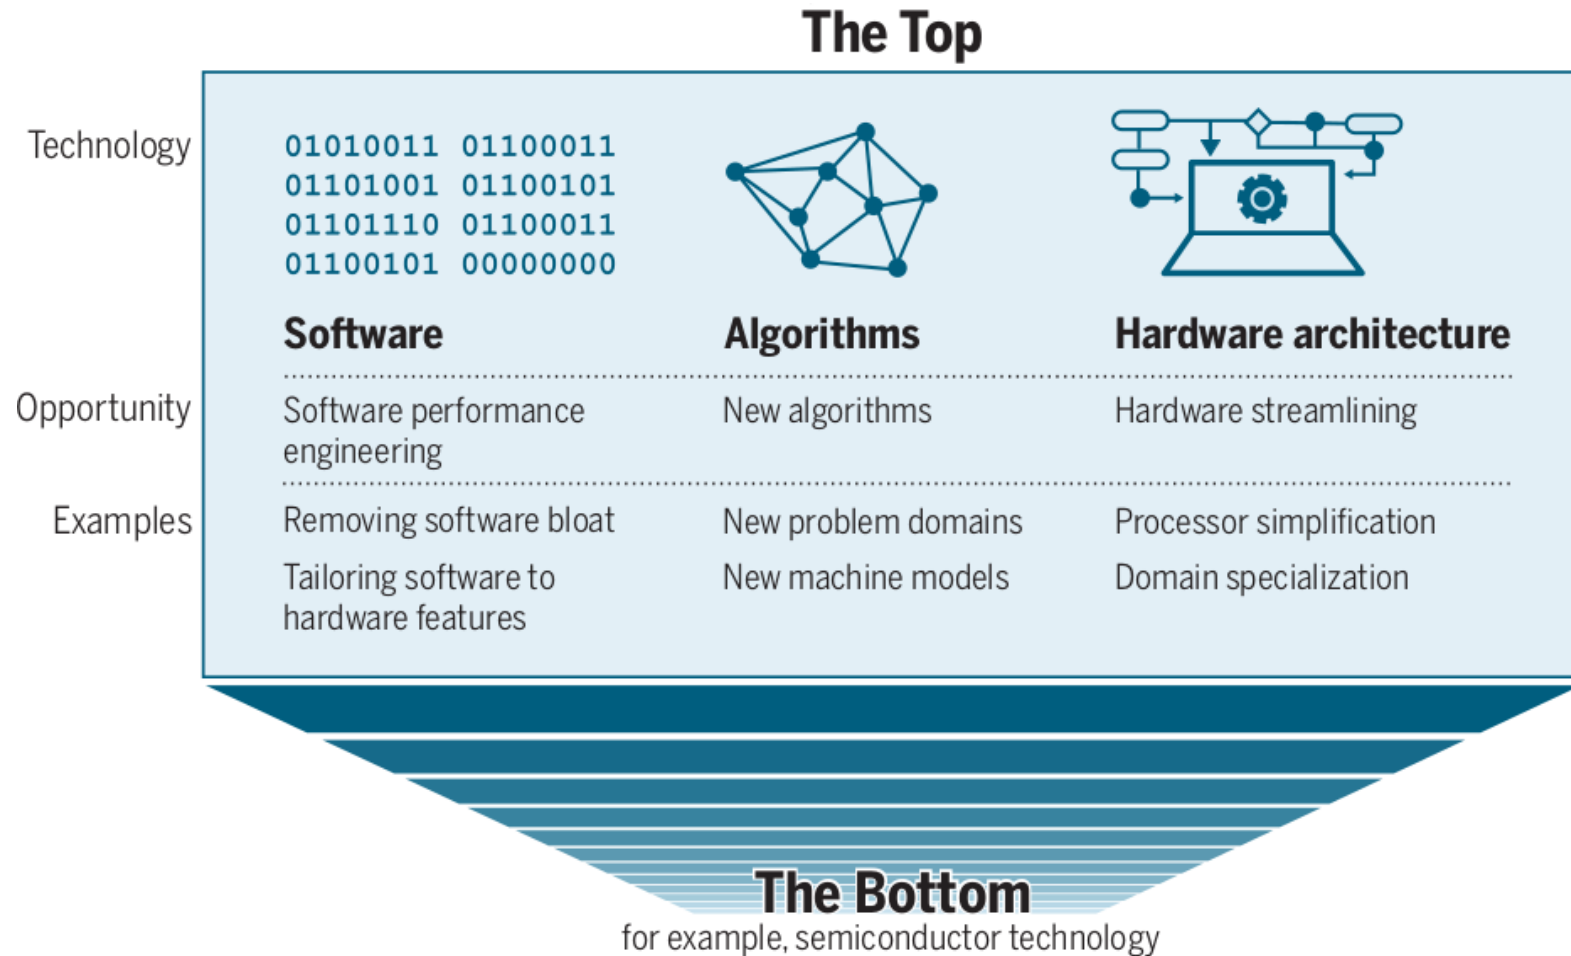 The Top
Technology
01010011 01100011
01101001 01100101
01101110 01100011
01100101 00000000
Software
Algorithms
Hardware architecture
Opportunity
Software performance
engineering
New algorithms
Hardware streamlining
Examples
Removing software bloat
Tailoring software to
hardware features
New problem domains
New machine models
Processor simplification
Domain specialization
The Bottom
for example, semiconductor technology